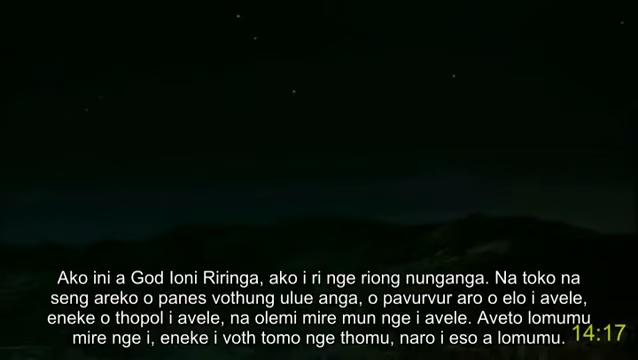 Ako ini a God Ioni Riringa, ako i ri nge riong nunganga. Na toko na
seng areko o panes vothung ulue anga, o pavurvur aro o elo i avele,
eneke o thopol i avele, na olemi mire mun nge i avele. Aveto lomumu
mire nge i, eneke i voth tomo nge thomu, naro i eso a lomumu.
14:17